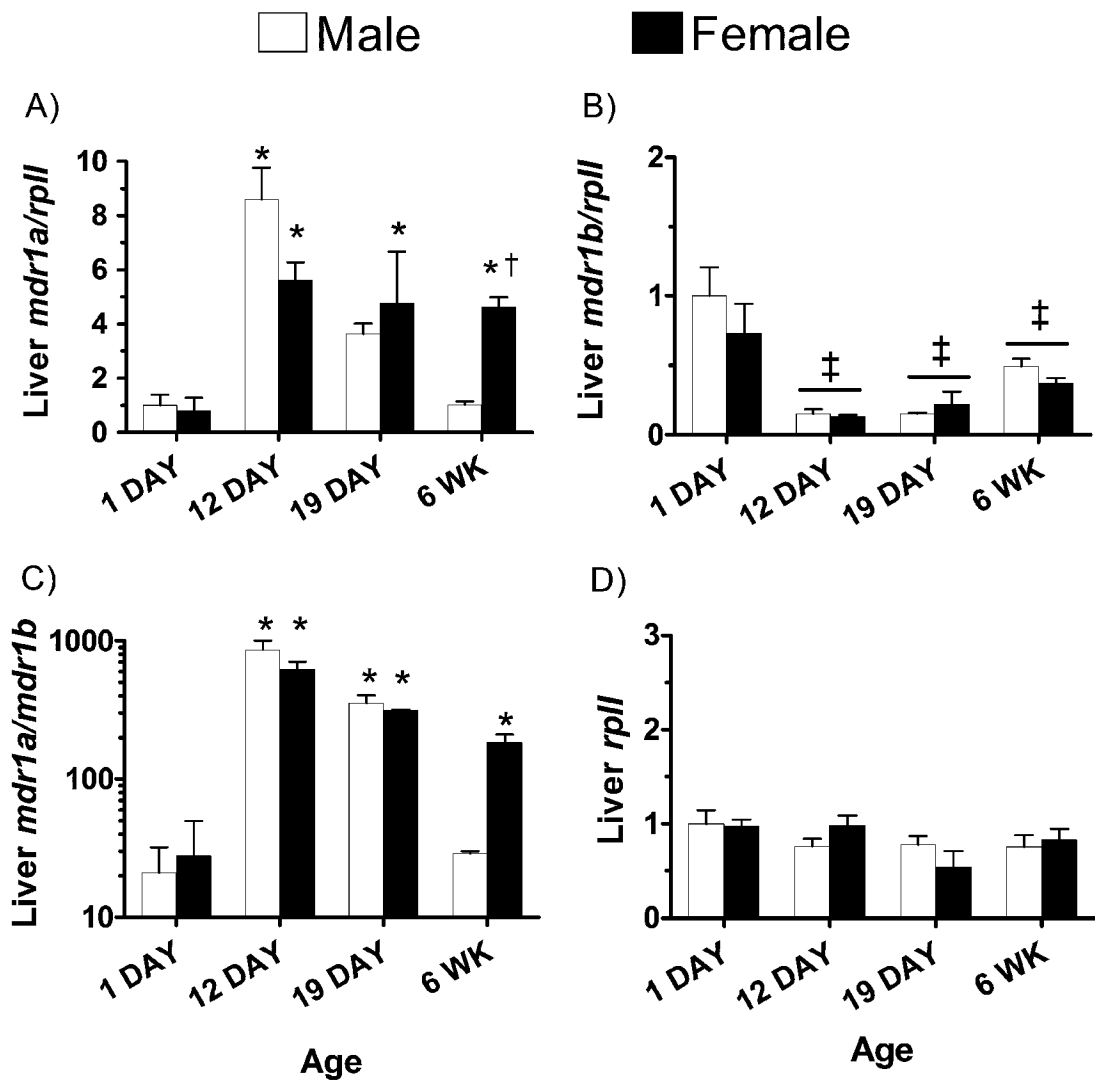 Male Female
A)
Liver mdr1a/rpII
10
8
6
4
2
0
* * * *†
1 DAY 12 DAY 19 DAY 6 WK
B)
Liver mdr1b/rpII
2
1
0
‡ ‡ ‡
1 DAY 12 DAY 19 DAY 6 WK
C)
Liver mdr1a/mdr1b
1000
100
10
* * * * *
1 DAY 12 DAY 19 DAY 6 WK
Age
D)
Liver rpII
3
2
1
0
1 DAY 12 DAY 19 DAY 6 WK
Age